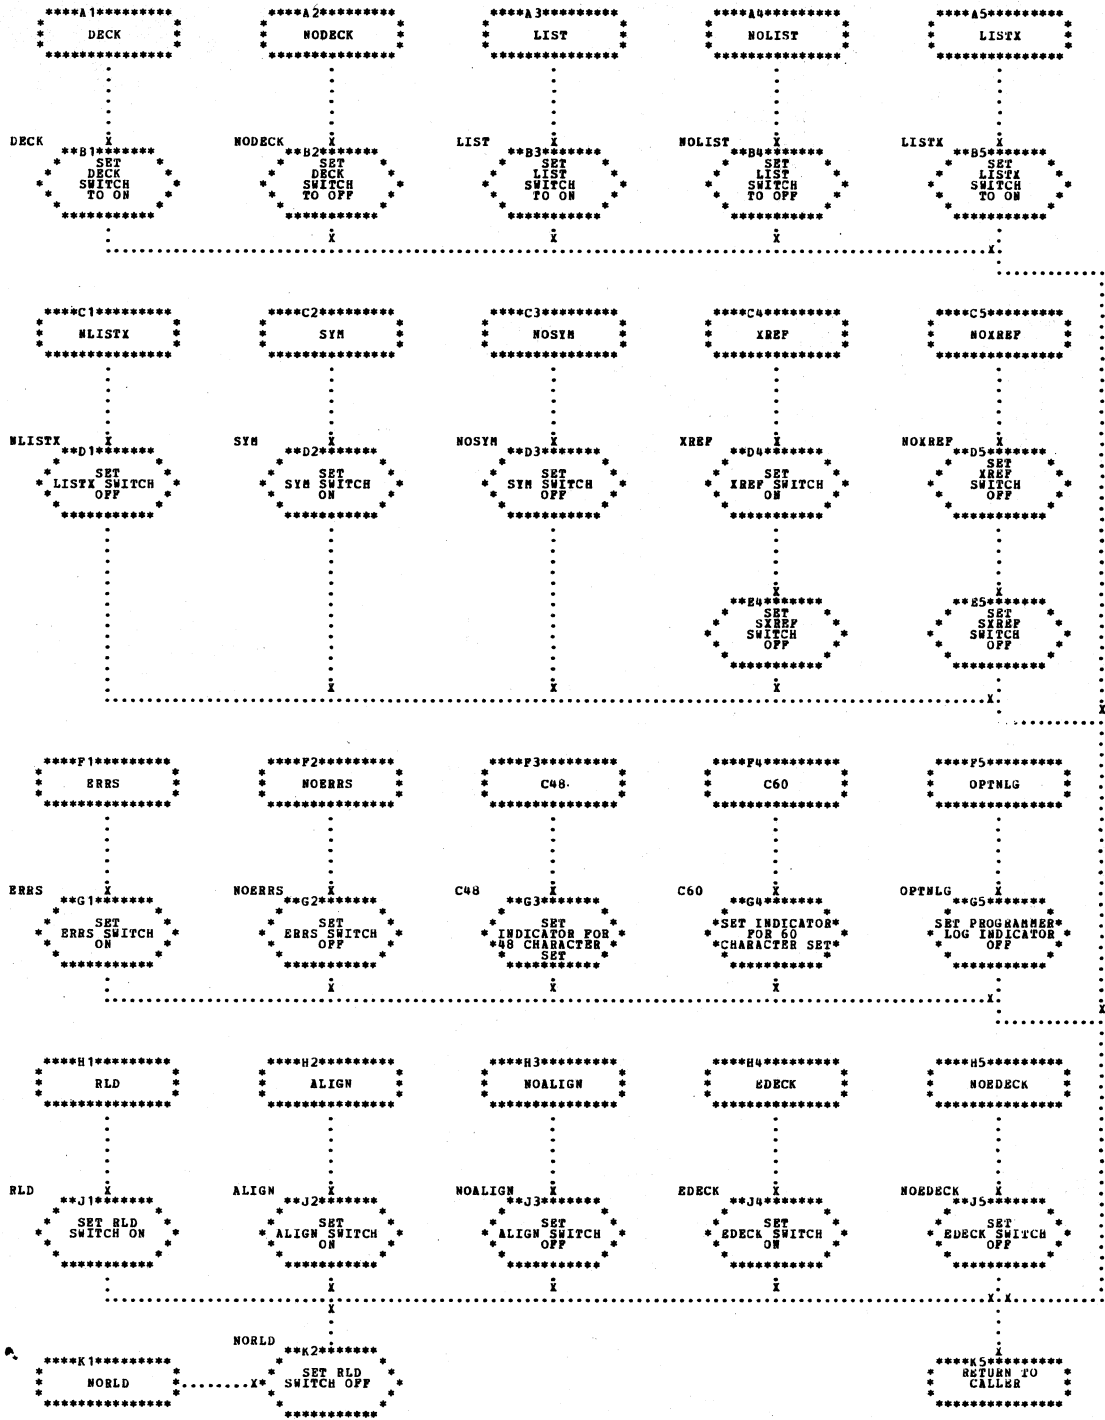 ****A1********* ****A2********* ****A3********* ****A4********* ****A5*********
DECK NODECK LIST NOLIST LISTX
DECK NODECK LIST NOLIST LISTX
**B1******* **B2******* **B3******* **B4******* **B5*******
SET SET SET SET SET
DECK DECK LIST LIST LISTX
SWITCH SWITCH SWITCH SWITCH SWITCH
TO ON TO OFF TO ON TO OFF TO ON
X X X X
****C1********* ****C2********* ****C3********* ****C4********* ****C5*********
NLISTX SYM NOSYM XREF NOXREF
NLISTX SYM NOSYM XREF NOXREF
**D1******* **D2******* **D3******* **D4******* **D5*******
SET SET SET SET SET
LISTX SWITCH SYM SWITCH SYM SWITCH XREF SWITCH XREF
OFF ON OFF ON SWITCH
OFF
**E4******* **E5*******
SET SET
SXREF SXREF
SWITCH SWITCH
OFF OFF
X X X X X
****F1********* ****F2********* ****F3********* ****F4********* ****F5*********
ERRS NOERRS C48 C60 OPTNLG
ERRS NOERRS C48 C60 OPTNLG
**G1******* **G2******* **G3******* **G4******* **G5*******
SET SET SET *SET INDICATOR* SET PROGRAMMER*
ERRS SWITCH ERRS SWITCH INDICATOR FOR FOR 60 LOG INDICATOR
ON OFF *48 CHARACTER *CHARACTER SET* OFF
SET
X X X X X
****H1********* ****H2********* ****H3********* ****H4********* ****H5*********
RLD ALIGN NOALIGN EDECK NOEDECK
RLD ALIGN NOALIGN EDECK NOEDECK
**J1******* **J2******* **J3******* **J4******* **J5*******
SET RLD SET SET SET SET
SWITCH ON ALIGN SWITCH ALIGN SWITCH EDECK SWITCH EDECK SWITCH
ON OFF ON OFF
X X X X X
NORLD
****K1********* **K2******* ****K5*********
NORLD SET RLD RETURN TO
SWITCH OFF CALLER